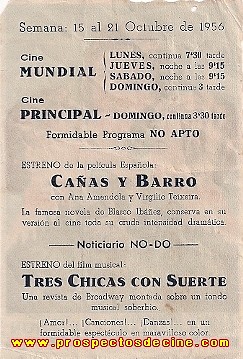 Semana: 15 al 21 Octubre de 1956
Cine MUNDIAL
LUNES, continua 7'30 tarde
JUEVES, noche a las 9'15
SABADO, noche a las 9'15
DOMINGO, continua 3 tarde
Cine
PRINCIPAL - DOMINGO, continua 3'30 tarde
Formidable Programa NO APTO
ESTRENO de la película Española:
CAÑAS Y BARRO
con Ana Amendola y Virgilio Teixeira.
La famosa novela de Blasco Ibáñez, conserva en su
versión al cine toda su cruda intensidad dramática.
Noticiario NO-DO
ESTRENO del film musical:
TRES CHICAS CON SUERTE
Una revista de Broadway montada sobre un fondo
musical soberbio.
¡Amor!... ¡Canciones!... ¡Danzas!... en un
formidable espectáculo en maravilloso color.
www.prospectosdecine.com